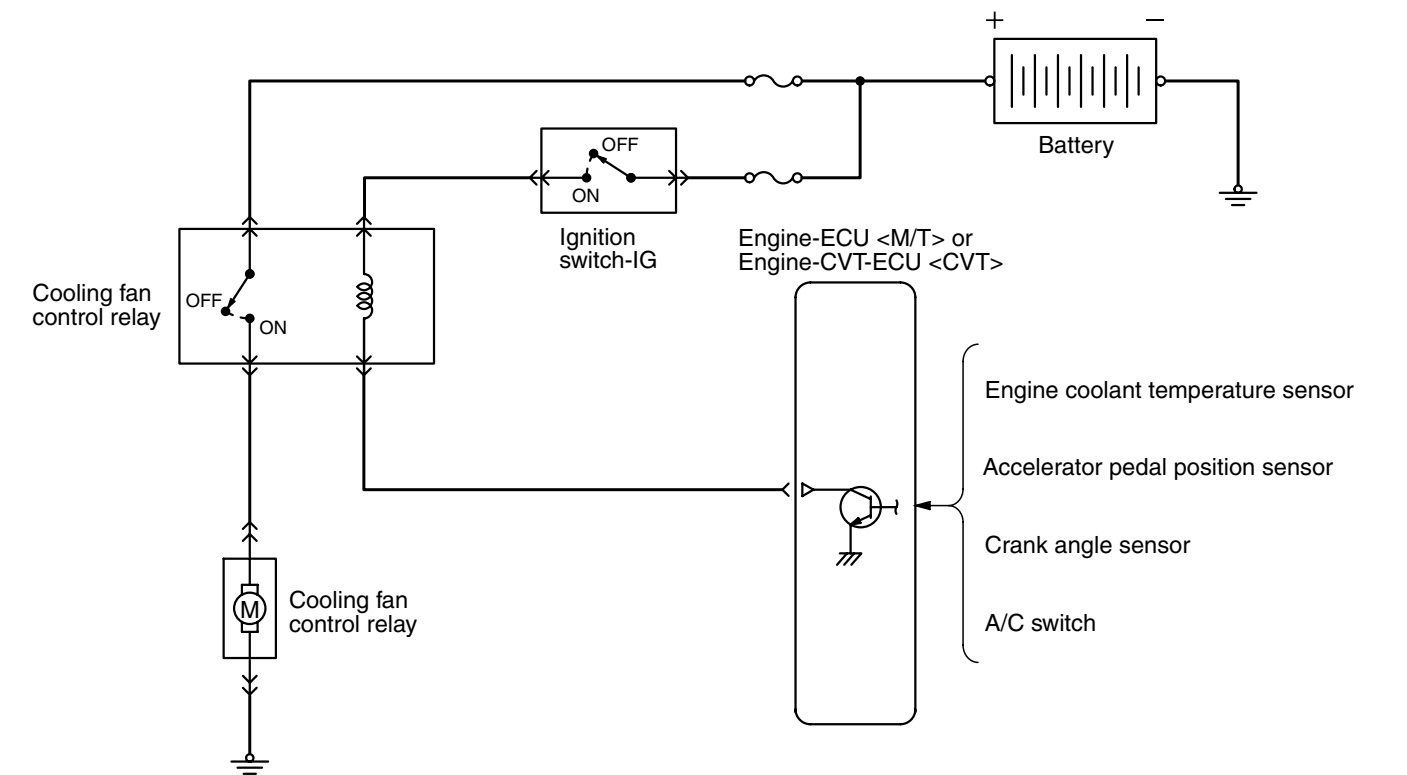 + −
Battery
OFF
ON
Ignition
switch-IG
Engine-ECU <M/T> or
Engine-CVT-ECU <CVT>
Cooling fan
control relay
OFF
ON
Engine coolant temperature sensor
Accelerator pedal position sensor
Crank angle sensor
A/C switch
M
Cooling fan
control relay